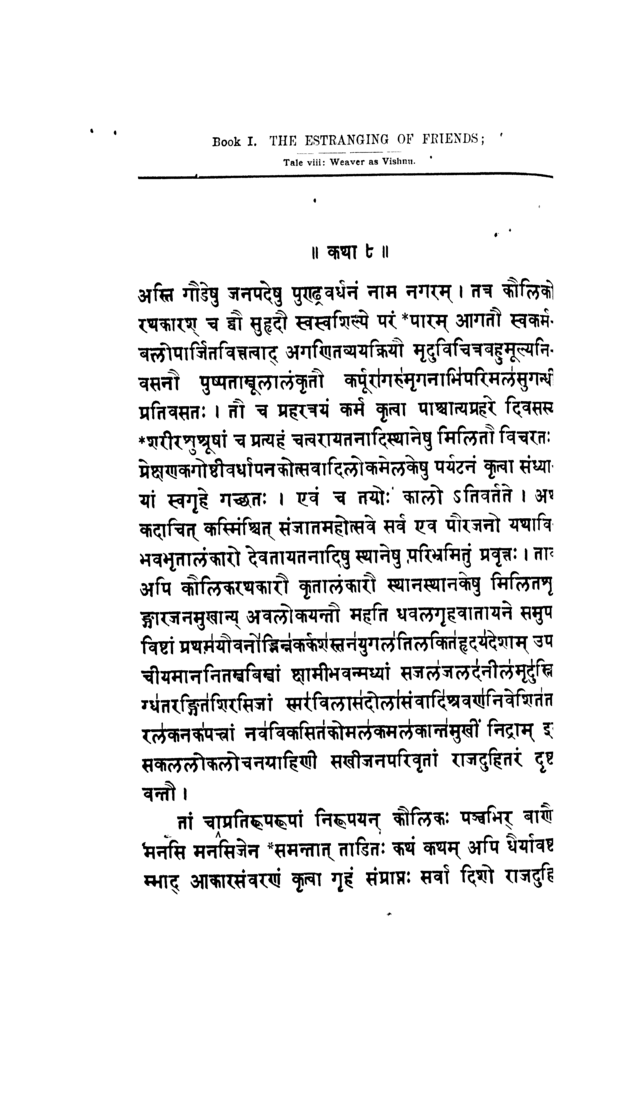 Book I. THE ESTRANGING OF FRIENDS;
Tale viii: Weaver as Vishnu.
॥ कथा ८ ॥
अस्ति गौडेषु जनपदेषु पुण्ड्रवर्धनं नाम नगरम् । तत्र कौलिको
रथकारश् च द्वौ सुहृदौ स्वस्वशिल्पे परं *पारम् आगतौ स्वकर्म-
बलोपार्जितवित्तत्वाद् अगणितव्ययक्रियौ मृदुविचित्रबहुमूल्यनि-
वसनौ पुष्पताम्बूलालंकृतौ कर्पूरागरुमृगनाभिपरिमलसुगन्धी
प्रतिवसतः । तौ च प्रहरत्रयं कर्म कृत्वा पाश्चात्यप्रहरे दिवसस्य
*शरीरशुश्रूषां च प्रत्यहं चत्वरायतनादिस्थानेषु मिलितौ विचरतः
प्रेक्षणकगोष्ठीवर्धापनकोत्सवादिलोकमेलकेषु पर्यटनं कृत्वा संध्या-
यां स्वगृहे गच्छतः । एवं च तयोः कालो ऽतिवर्तते । अथ
कदाचित् कस्मिंश्चित् संजातमहोत्सवे सर्व एव पौरजनो यथावि
भवभृतालंकारो देवतायतनादिषु स्थानेषु परिभ्रमितुं प्रवृत्तः । ताव
अपि कौलिकरथकारौ कृतालंकारौ स्थानस्थानकेषु मिलितशृ
ङ्गारजनमुखान्य् अवलोकयन्तौ महति धवलगृहवातायने समुप
विष्टां प्रथमयौवनोद्भिन्नकर्कशस्तनयुगलतिलकितहृदयदेशाम् उप
चीयमाननितम्बबिम्बां क्षामीभवन्मध्यां सजलजलदनीलमृदुस्नि
ग्धतरङ्गितशिरसिजां स्मरविलासदोलासंवादिश्रवणनिवेशितत
रलकनकपत्त्रां नवविकसितकोमलकमलकान्तमुखीं निद्राम् इ
सकललोकलोचनग्राहिणी सखीजनपरिवृतां राजदुहितरं दृष्ट
वन्तौ ।
तां चाप्रतिरूपरूपां निरूपयन् कौलिकः पञ्चभिर् बाणै
मनसि मनसिजेन *समन्तात् ताडितः कथं कथम् अपि धैर्यावष्ट
म्भाद् आकारसंवरणं कृत्वा गृहं संप्राप्तः सर्वा दिशो राजदुहि